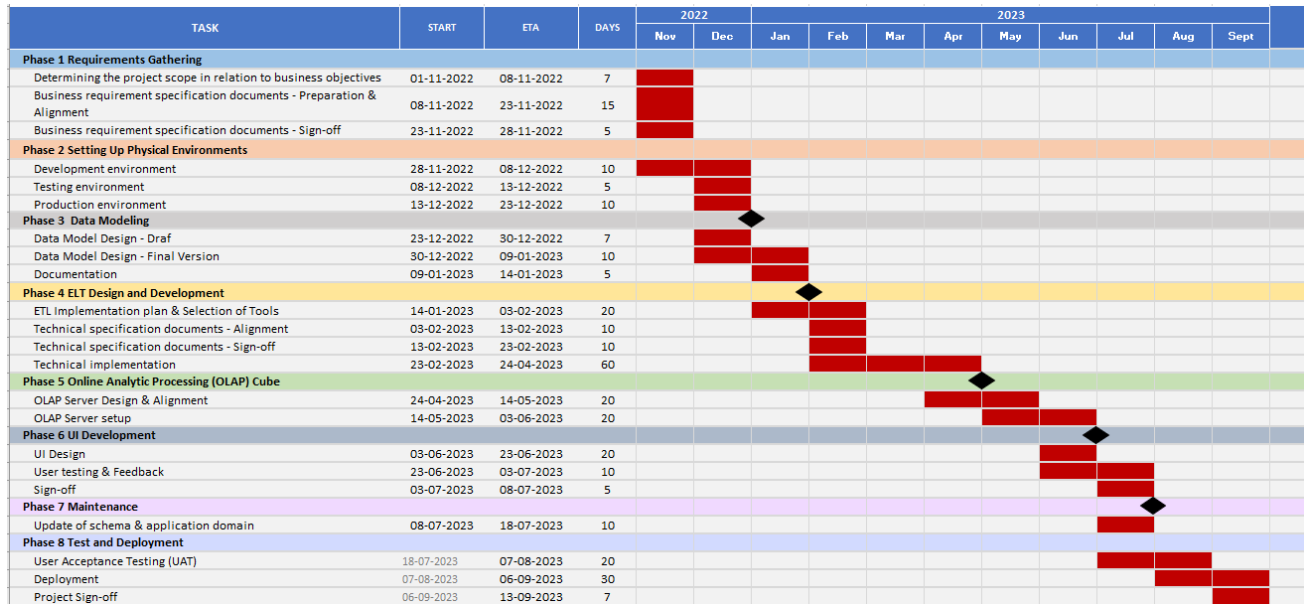 TASK START ETA DAYS 2022 2023
Nov Dec Jan Feb Mar Apr May Jun Jul Aug Sept
Phase 1 Requirements Gathering
Determining the project scope in relation to business objectives 01-11-2022 08-11-2022 7
Business requirement specification documents - Preparation &
Alignment 08-11-2022 23-11-2022 15
Business requirement specification documents - Sign-off 23-11-2022 28-11-2022 5
Phase 2 Setting Up Physical Environments
Development environment 28-11-2022 08-12-2022 10
Testing environment 08-12-2022 13-12-2022 5
Production environment 13-12-2022 23-12-2022 10
Phase 3 Data Modeling
Data Model Design - Draf 23-12-2022 30-12-2022 7
Data Model Design - Final Version 30-12-2022 09-01-2023 10
Documentation 09-01-2023 14-01-2023 5
Phase 4 ELT Design and Development
ETL Implementation plan & Selection of Tools 14-01-2023 03-02-2023 20
Technical specification documents - Alignment 03-02-2023 13-02-2023 10
Technical specification documents - Sign-off 13-02-2023 23-02-2023 10
Technical implementation 23-02-2023 24-04-2023 60
Phase 5 Online Analytic Processing (OLAP) Cube
OLAP Server Design & Alignment 24-04-2023 14-05-2023 20
OLAP Server setup 14-05-2023 03-06-2023 20
Phase 6 UI Development
UI Design 03-06-2023 23-06-2023 20
User testing & Feedback 23-06-2023 03-07-2023 10
Sign-off 03-07-2023 08-07-2023 5
Phase 7 Maintenance
Update of schema & application domain 08-07-2023 18-07-2023 10
Phase 8 Test and Deployment
User Acceptance Testing (UAT) 18-07-2023 07-08-2023 20
Deployment 07-08-2023 06-09-2023 30
Project Sign-off 06-09-2023 13-09-2023 7